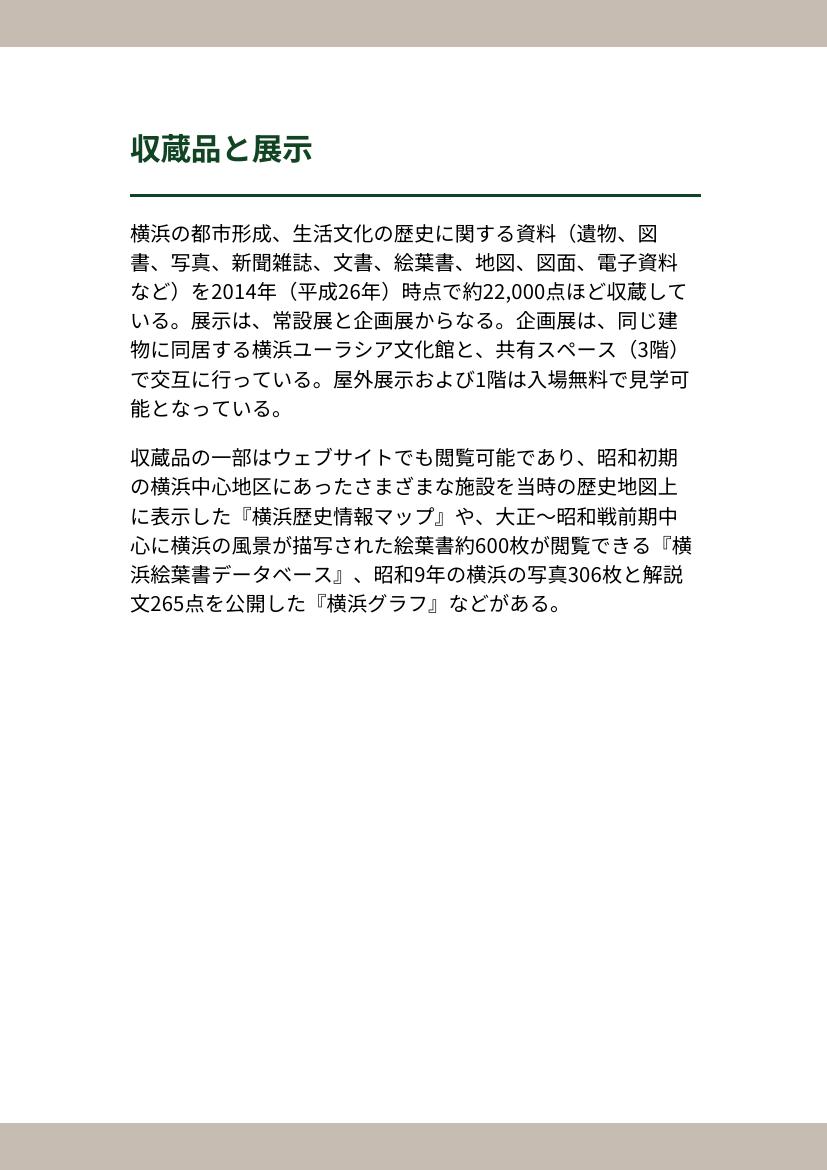 収蔵品と展示
横浜の都市形成、生活文化の歴史に関する資料（遺物、図
書、写真、新聞雑誌、文書、絵葉書、地図、図面、電子資料
など）を2014年（平成26年）時点で約22,000点ほど収蔵して
いる。展示は、常設展と企画展からなる。企画展は、同じ建
物に同居する横浜ユーラシア文化館と、共有スペース（3階）
で交互に行っている。屋外展示および1階は入場無料で見学可
能となっている。
収蔵品の一部はウェブサイトでも閲覧可能であり、昭和初期
の横浜中心地区にあったさまざまな施設を当時の歴史地図上
に表示した『横浜歴史情報マップ』や、大正〜昭和戦前期中
心に横浜の風景が描写された絵葉書約600枚が閲覧できる『横
浜絵葉書データベース』、昭和9年の横浜の写真306枚と解説
文265点を公開した『横浜グラフ』などがある。